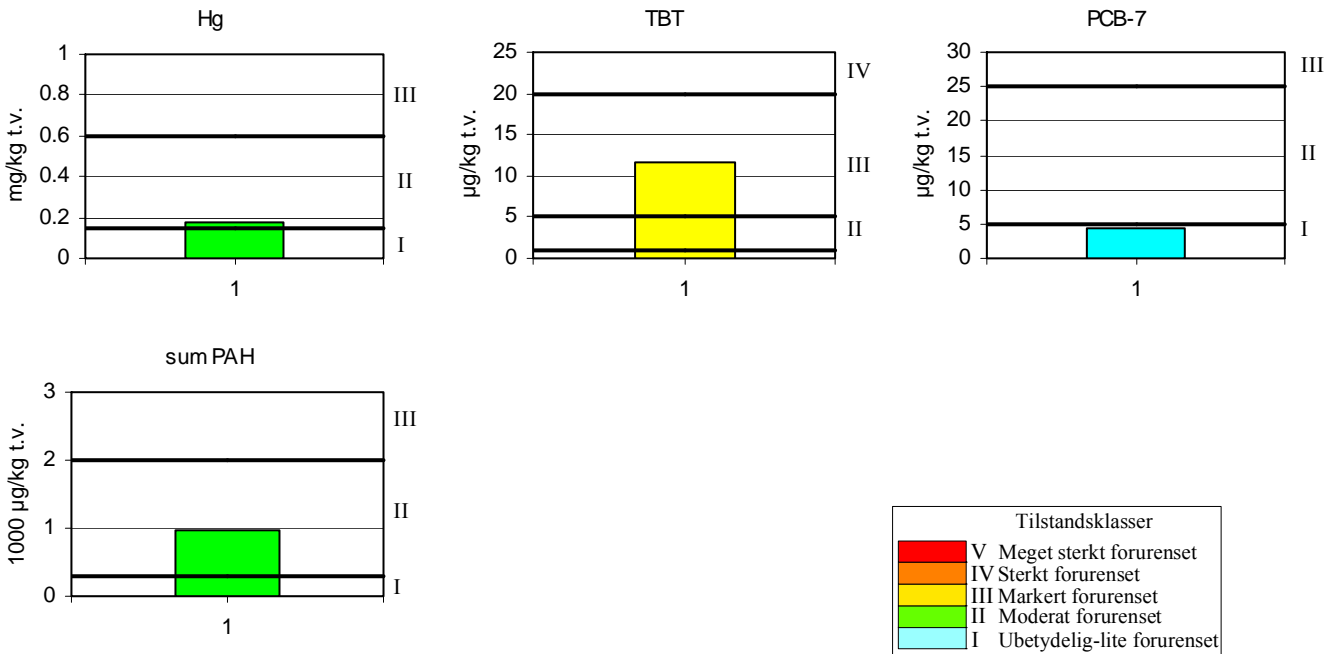 Hg
1
0.8
0.6
0.4
0.2
0
mg/kg t.v.
III
II
I
1
TBT
25
20
15
10
5
0
µg/kg t.v.
IV
III
II
1
PCB-7
30
25
20
15
10
5
0
µg/kg t.v.
III
II
I
1
sum PAH
3
2
1
0
1000 µg/kg t.v.
III
II
I
1
Tilstandsklasser
V Meget sterkt forurenset
IV Sterkt forurenset
III Markert forurenset
II Moderat forurenset
I Ubetydelig-lite forurenset